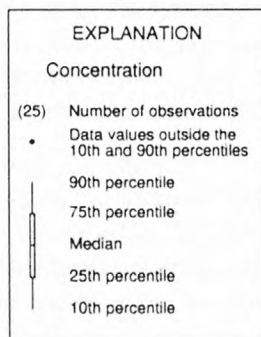 EXPLANATION
Concentration
(25) Number of observations
Data values outside the
10th and 90th percentiles
90th percentile
75th percentile
Median
25th percentile
10th percentile